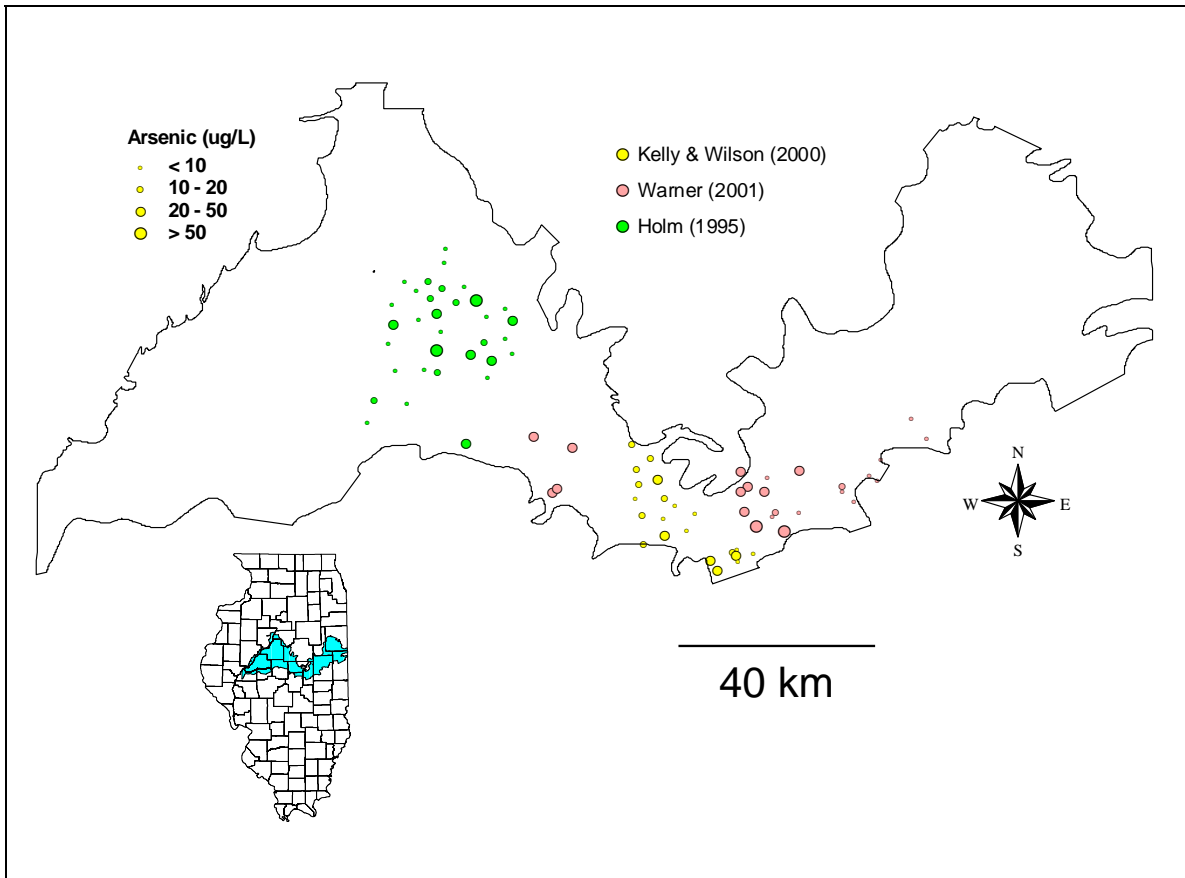 Arsenic (ug/L)
< 10
10 - 20
20 - 50
> 50
Kelly & Wilson (2000)
Warner (2001)
Holm (1995)
N
W E
S
40 km